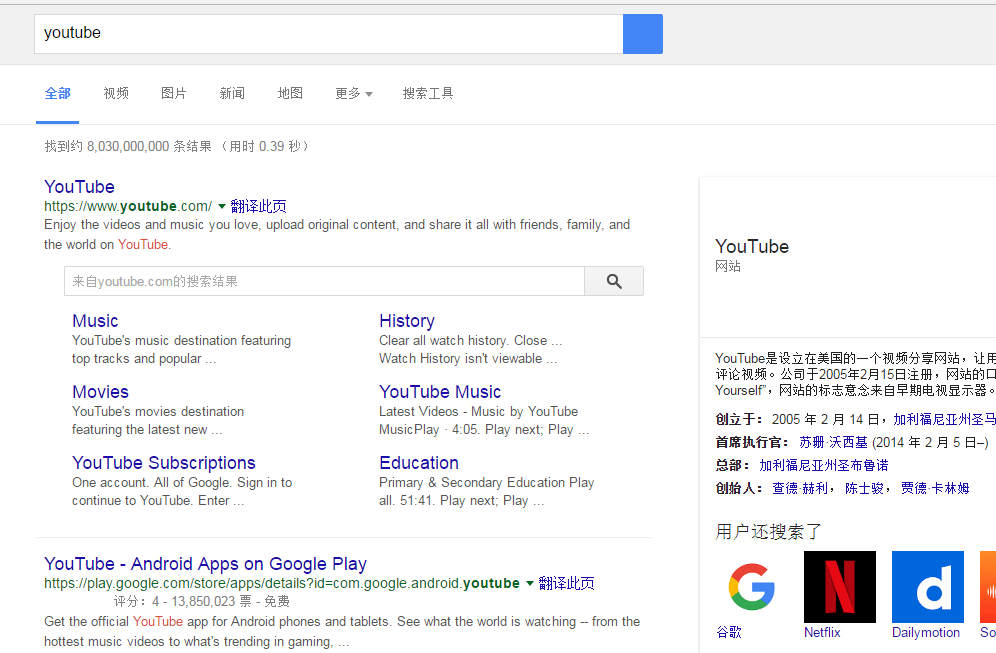 youtube
全部 视频 图片 新闻 地图 更多 搜索工具
找到约 8,030,000,000 条结果 （用时 0.39 秒）
YouTube
https://www.youtube.com/ 翻译此页
Enjoy the videos and music you love, upload original content, and share it all with friends, family, and
the world on YouTube.
来自youtube.com的搜索结果
Music
YouTube's music destination featuring
top tracks and popular ...
History
Clear all watch history. Close ...
Watch History isn't viewable ...
Movies
YouTube's movies destination
featuring the latest new ...
YouTube Music
Latest Videos - Music by YouTube
MusicPlay · 4:05. Play next; Play ...
YouTube Subscriptions
One account. All of Google. Sign in to
continue to YouTube. Enter ...
Education
Primary & Secondary Education Play
all. 51:41. Play next; Play ...
YouTube - Android Apps on Google Play
https://play.google.com/store/apps/details?id=com.google.android.youtube 翻译此页
评分：4 - 13,850,023 票 - 免费
Get the official YouTube app for Android phones and tablets. See what the world is watching -- from the
hottest music videos to what's trending in gaming, ...
YouTube
网站
YouTube是设立在美国的一个视频分享网站，让用
评论视频。公司于2005年2月15日注册，网站的口
Yourself”，网站的标志意念来自早期电视显示器。
创立于： 2005 年 2 月 14 日，加利福尼亚州圣马
首席执行官： 苏珊·沃西基 (2014 年 2 月 5 日–)
总部： 加利福尼亚州圣布鲁诺
创始人： 查德·赫利， 陈士骏， 贾德·卡林姆
用户还搜索了
G N d
谷歌 Netflix Dailymotion So